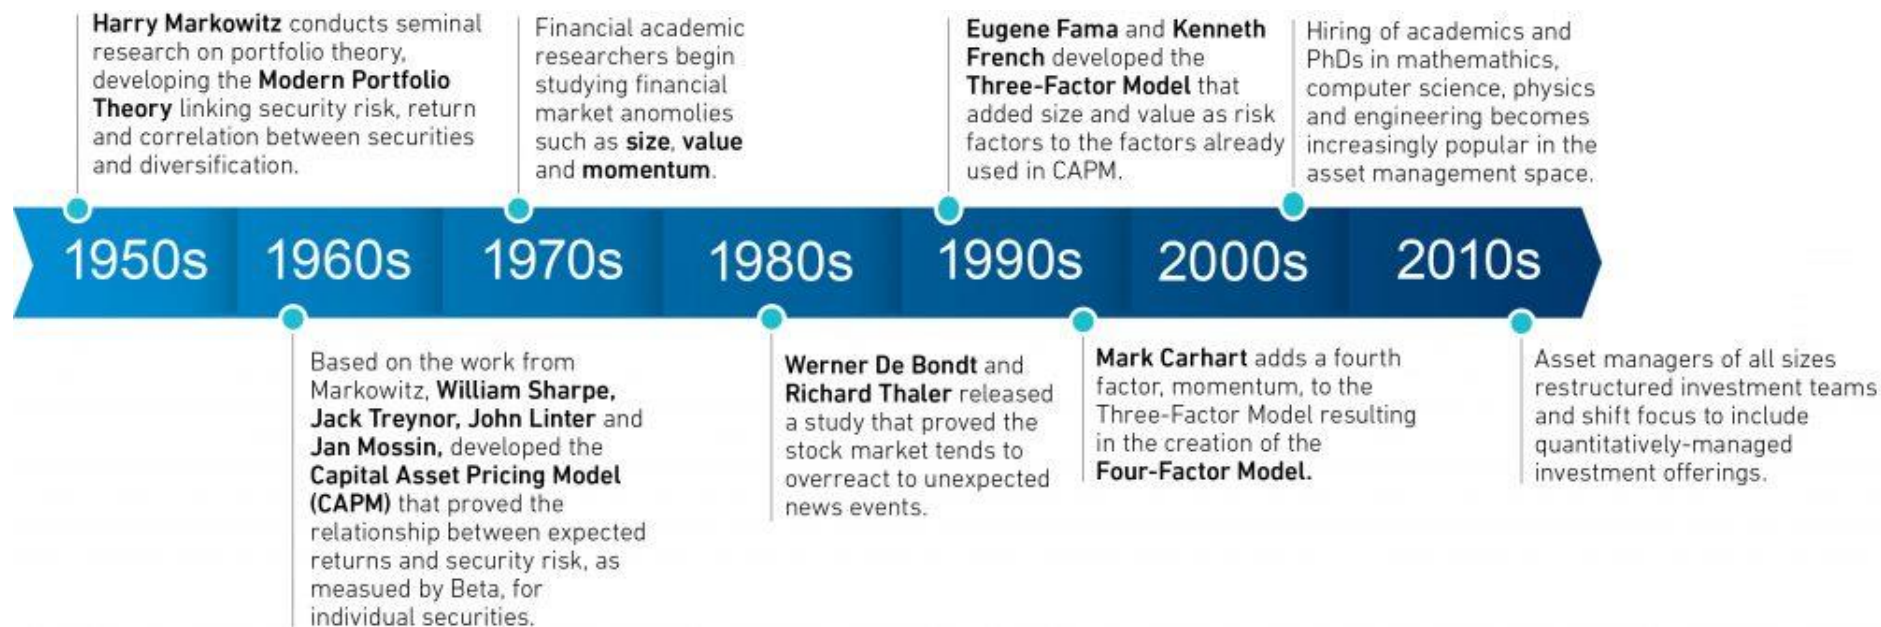 Harry Markowitz conducts seminal
research on portfolio theory,
developing the Modern Portfolio
Theory linking security risk, return
and correlation between securities
and diversification.
Financial academic
researchers begin
studying financial
market anomolies
such as size, value
and momentum.
Eugene Fama and Kenneth
French developed the
Three-Factor Model that
added size and value as risk
factors to the factors already
used in CAPM.
Hiring of academics and
PhDs in mathemathics,
computer science, physics
and engineering becomes
increasingly popular in the
asset management space.
1950s 1960s 1970s 1980s 1990s 2000s 2010s
Based on the work from
Markowitz, William Sharpe,
Jack Treynor, John Linter and
Jan Mossin, developed the
Capital Asset Pricing Model
(CAPM) that proved the
relationship between expected
returns and security risk, as
measued by Beta, for
individual securities.
Werner De Bondt and
Richard Thaler released
a study that proved the
stock market tends to
overreact to unexpected
news events.
Mark Carhart adds a fourth
factor, momentum, to the
Three-Factor Model resulting
in the creation of the
Four-Factor Model.
Asset managers of all sizes
restructured investment teams
and shift focus to include
quantitatively-managed
investment offerings.